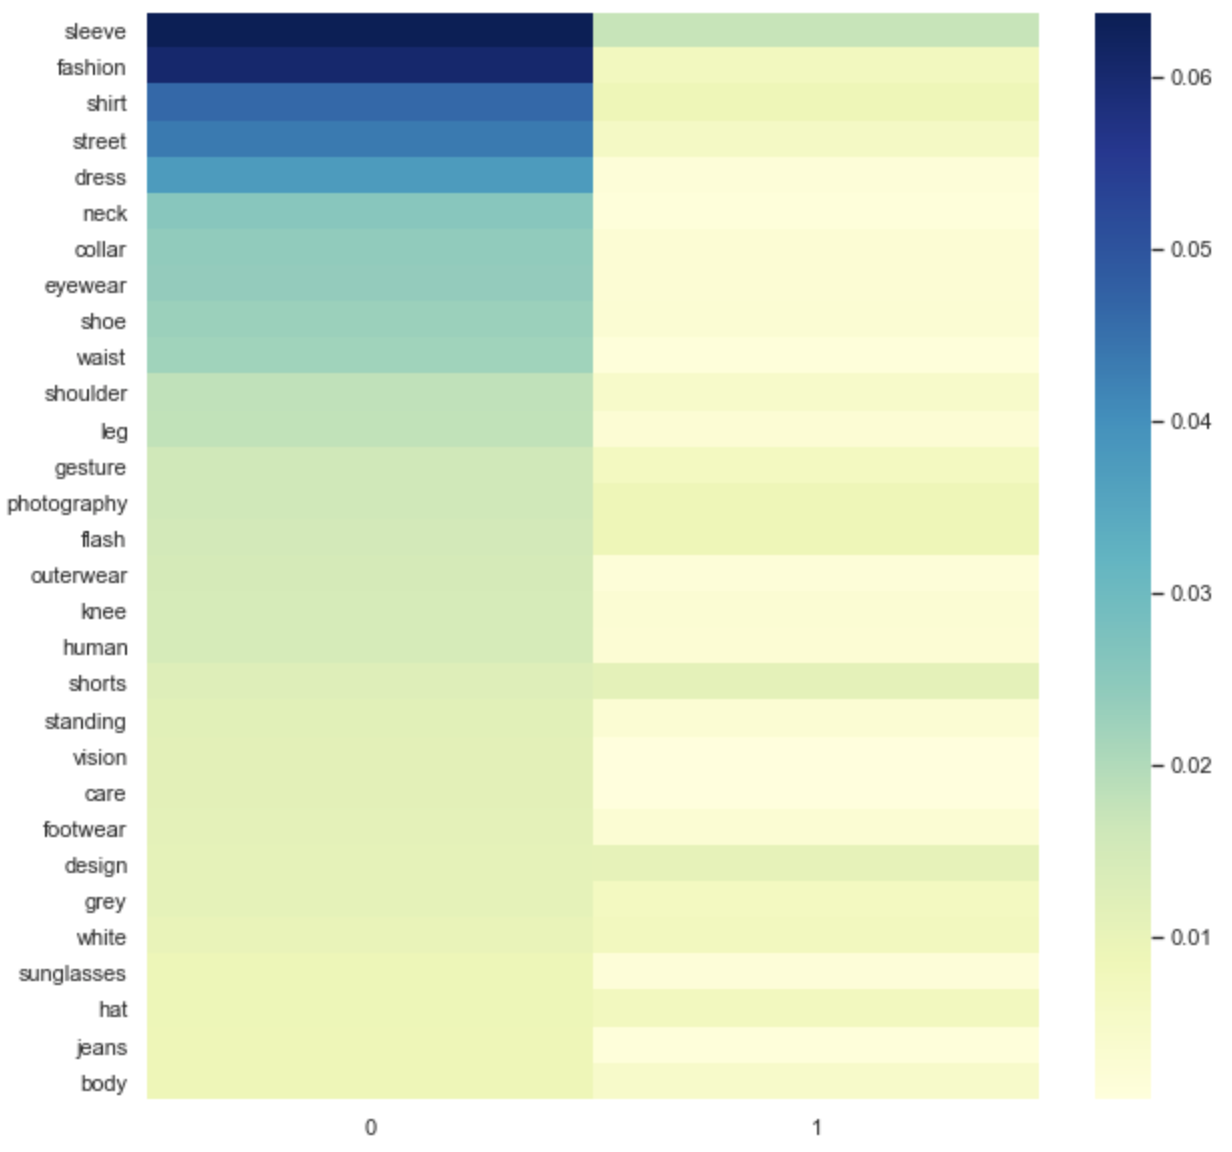 sleeve
fashion
shirt
street
dress
neck
collar
eyewear
shoe
waist
shoulder
leg
gesture
photography
flash
outerwear
knee
human
shorts
standing
vision
care
footwear
design
grey
white
sunglasses
hat
jeans
body
0 1
0.06
0.05
0.04
0.03
0.02
0.01